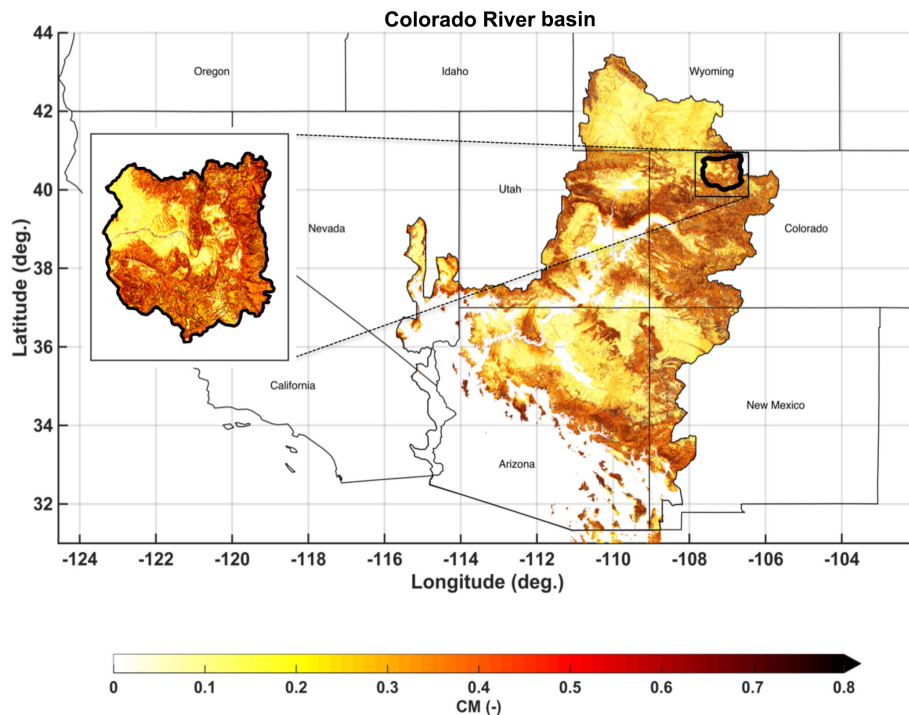 Colorado River basin
44
42
40
38
36
34
32
Latitude (deg.)
Oregon
Idaho
Wyoming
Utah
Nevada
Colorado
California
New Mexico
Arizona
-124 -122 -120 -118 -116 -114 -112 -110 -108 -106 -104
Longitude (deg.)
0 0.1 0.2 0.3 0.4 0.5 0.6 0.7 0.8
CM (-)